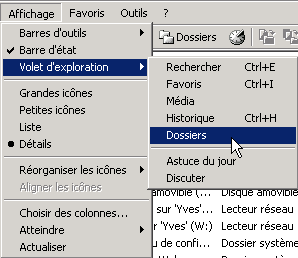 Affichage Favoris Outils ?
Dossiers
Barres d'outils
Barre d'état
Volet d'exploration
Grandes icônes
Petites icônes
Liste
Détails
Réorganiser les icônes
Aligner les icônes
Choisir des colonnes...
Atteindre
Actualiser
Rechercher Ctrl+E
Favoris Ctrl+I
Média
Historique Ctrl+H
Dossiers
Astuce du jour
Discuter
amovible (... Disque amovible
sur 'Yves'... Lecteur réseau
ur 'Yves' (W:) Lecteur réseau
u de confi... Dossier système